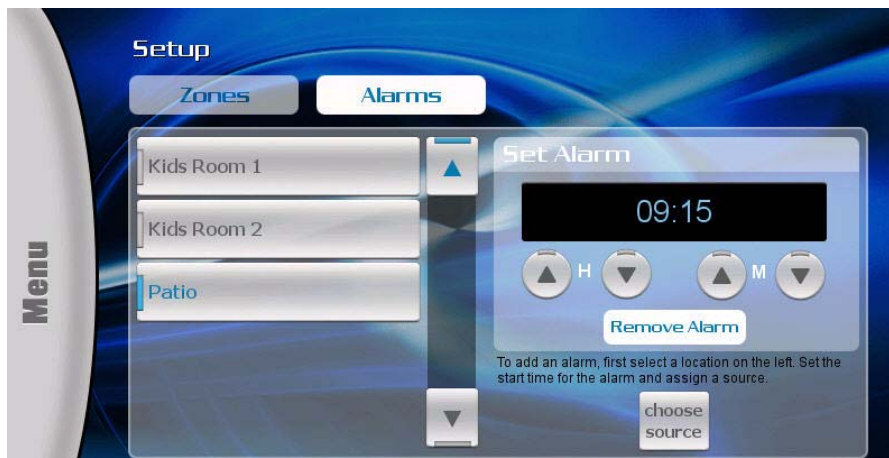 Setup
Zones
Alarms
Kids Room 1
Kids Room 2
Patio
Menu
Set Alarm
09:15
H
M
Remove Alarm
To add an alarm, first select a location on the left. Set the
start time for the alarm and assign a source.
choose
source